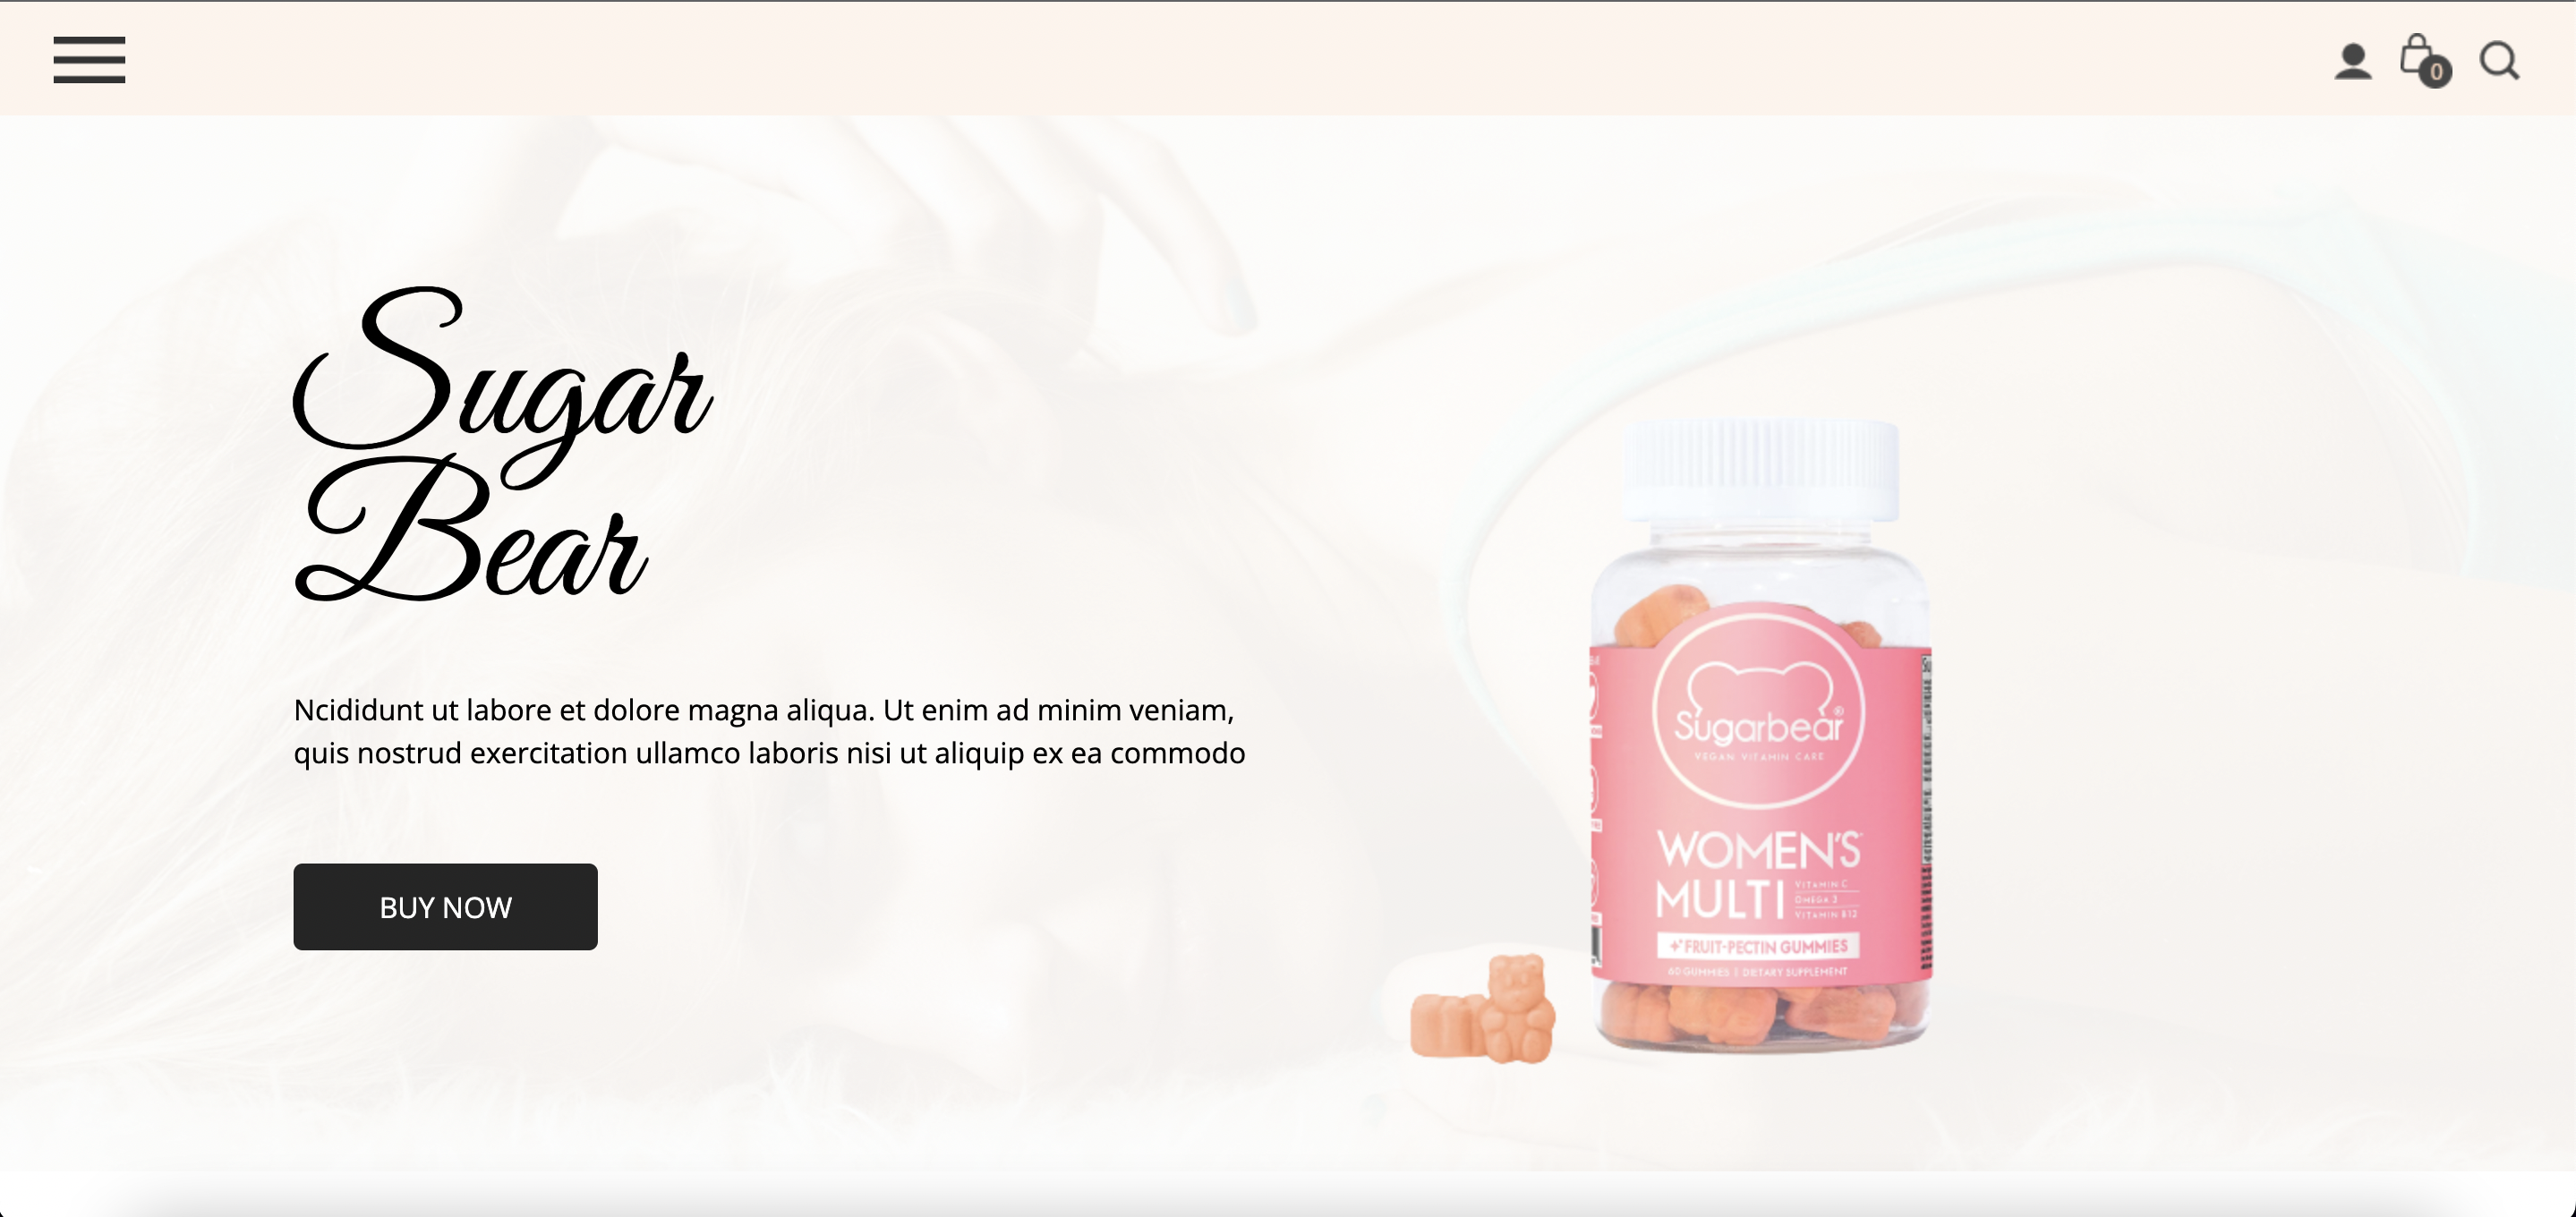 0
Sugar
Bear
Ncididunt ut labore et dolore magna aliqua. Ut enim ad minim veniam,
quis nostrud exercitation ullamco laboris nisi ut aliquip ex ea commodo
BUY NOW
Sugarbear®
VEGAN VITAMIN CARE
WOMEN'S
MULTI
VITAMIN C
OMEGA 3
VITAMIN B12
+ FRUIT-PECTIN GUMMIES
60 GUMMIES | DIETARY SUPPLEMENT